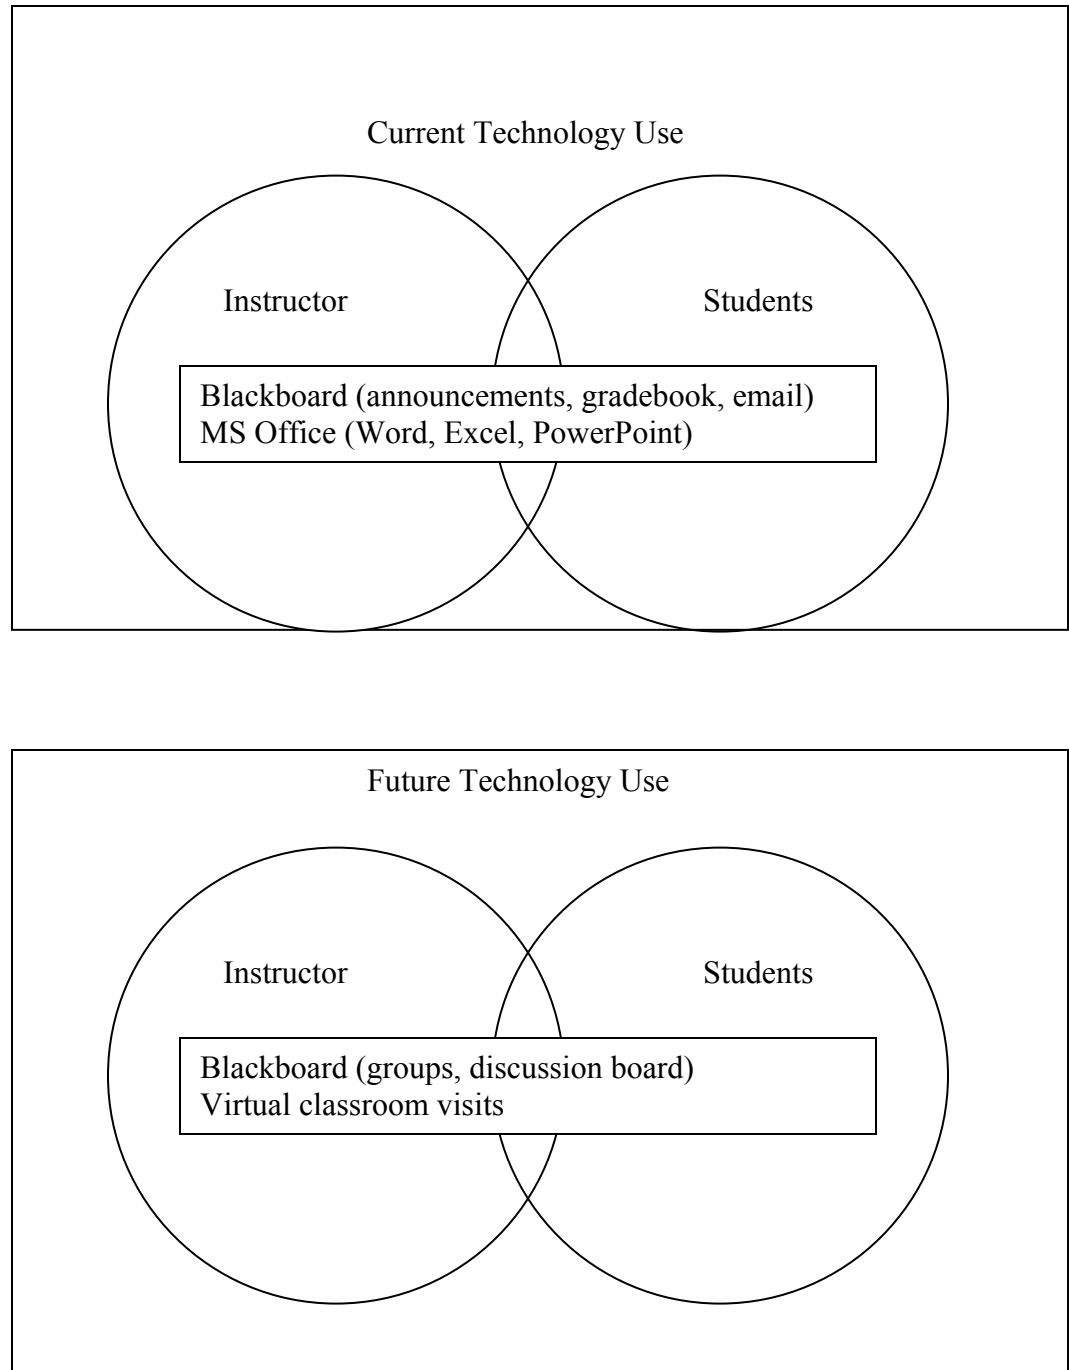 Current Technology Use
Instructor
Students
Blackboard (announcements, gradebook, email)
MS Office (Word, Excel, PowerPoint)
Future Technology Use
Instructor
Students
Blackboard (groups, discussion board)
Virtual classroom visits